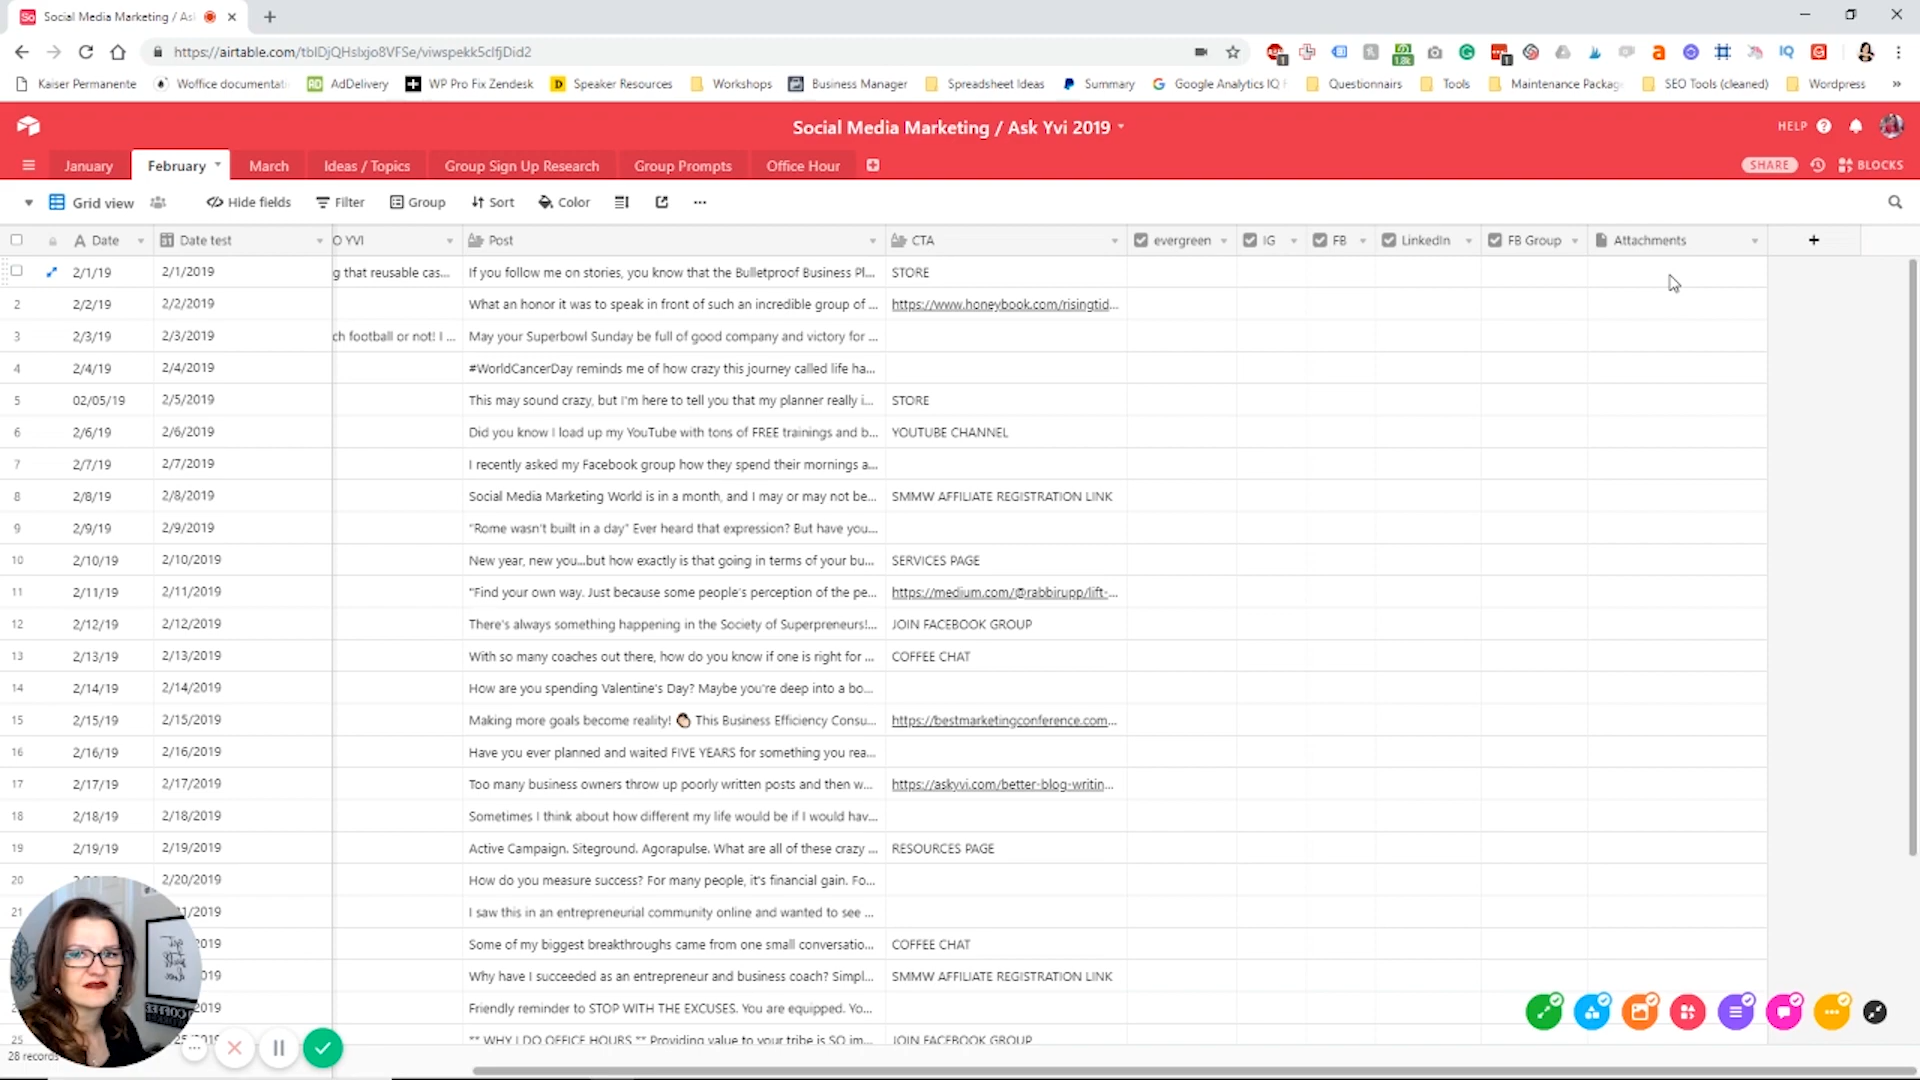 Social Media Marketing / As
https://airtable.com/tblDjQHslxjo8VFSe/viwspekk5clfjDid2
Kaiser Permanente Woffice documentati AdDelivery WP Pro Fix Zendesk Speaker Resources Workshops Business Manager Spreadsheet Ideas Summary Google Analytics IQ Questionnaires Tools Maintenance Packag SEO Tools (cleaned) Wordpress »
Social Media Marketing / Ask Yvi 2019
HELP
January February March Ideas / Topics Group Sign Up Research Group Prompts Office Hour
SHARE BLOCKS
Grid view Hide fields Filter Group Sort Color
Date Date test O YVI Post CTA evergreen IG FB LinkedIn FB Group Attachments +
2/1/19 2/1/2019 g that reusable cas... If you follow me on stories, you know that the Bulletproof Business Pl... STORE
2 2/2/19 2/2/2019 What an honor it was to speak in front of such an incredible group of ... https://www.honeybook.com/risingtid...
3 2/3/19 2/3/2019 ch football or not! I ... May your Superbowl Sunday be full of good company and victory for ...
4 2/4/19 2/4/2019 #WorldCancerDay reminds me of how crazy this journey called life ha...
5 02/05/19 2/5/2019 This may sound crazy, but I'm here to tell you that my planner really i... STORE
6 2/6/19 2/6/2019 Did you know I load up my YouTube with tons of FREE trainings and b... YOUTUBE CHANNEL
7 2/7/19 2/7/2019 I recently asked my Facebook group how they spend their mornings a...
8 2/8/19 2/8/2019 Social Media Marketing World is in a month, and I may or may not be... SMMW AFFILIATE REGISTRATION LINK
9 2/9/19 2/9/2019 "Rome wasn't built in a day" Ever heard that expression? But have you...
10 2/10/19 2/10/2019 New year, new you...but how exactly is that going in terms of your bu... SERVICES PAGE
11 2/11/19 2/11/2019 "Find your own way. Just because some people's perception of the pe... https://medium.com/@rabbirupp/lift-...
12 2/12/19 2/12/2019 There's always something happening in the Society of Superpreneurs!... JOIN FACEBOOK GROUP
13 2/13/19 2/13/2019 With so many coaches out there, how do you know if one is right for ... COFFEE CHAT
14 2/14/19 2/14/2019 How are you spending Valentine's Day? Maybe you're deep into a bo...
15 2/15/19 2/15/2019 Making more goals become reality! This Business Efficiency Consu... https://bestmarketingconference.com...
16 2/16/19 2/16/2019 Have you ever planned and waited FIVE YEARS for something you rea...
17 2/17/19 2/17/2019 Too many business owners throw up poorly written posts and then w... https://askyvi.com/better-blog-writin...
18 2/18/19 2/18/2019 Sometimes I think about how different my life would be if I would hav...
19 2/19/19 2/19/2019 Active Campaign. Siteground. Agorapulse. What are all of these crazy ... RESOURCES PAGE
20 2/20/2019 How do you measure success? For many people, it's financial gain. Fo...
21 1/2019 I saw this in an entrepreneurial community online and wanted to see ...
019 Some of my biggest breakthroughs came from one small conversatio... COFFEE CHAT
019 Why have I succeeded as an entrepreneur and business coach? Simpl... SMMW AFFILIATE REGISTRATION LINK
019 Friendly reminder to STOP WITH THE EXCUSES. You are equipped. Yo...
25 ** WHY I DO OFFICE HOURS ** Providing value to your tribe is SO im... JOIN FACEBOOK GROUP
28 records